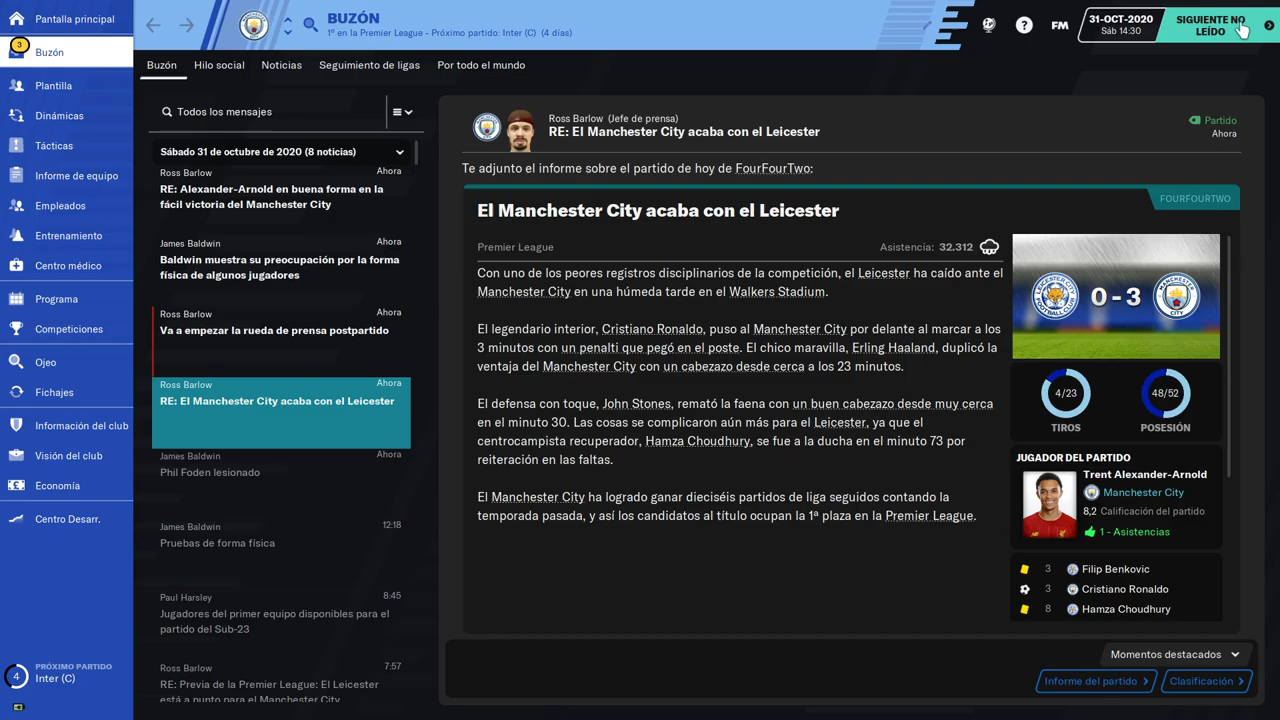 Pantalla principal
3
Buzón
Plantilla
Dinámicas
Tácticas
Informe de equipo
Empleados
Entrenamiento
Centro médico
Programa
Competiciones
Ojeo
Fichajes
Información del club
Visión del club
Economía
Centro Desarr.
PRÓXIMO PARTIDO
4
Inter (C)
BUZÓN
1º en la Premier League - Próximo partido: Inter (C) (4 días)
FM
31-OCT-2020
Sáb 14:30
SIGUIENTE NO
LEÍDO
Buzón
Hilo social
Noticias
Seguimiento de ligas
Por todo el mundo
Todos los mensajes
Sábado 31 de octubre de 2020 (8 noticias)
Ross Barlow
Ahora
RE: Alexander-Arnold en buena forma en la
fácil victoria del Manchester City
James Baldwin
Ahora
Baldwin muestra su preocupación por la forma
física de algunos jugadores
Ross Barlow
Ahora
Va a empezar la rueda de prensa postpartido
Ross Barlow
Ahora
RE: El Manchester City acaba con el Leicester
James Baldwin
Ahora
Phil Foden lesionado
James Baldwin
12:18
Pruebas de forma física
Paul Harsley
8:45
Jugadores del primer equipo disponibles para el
partido del Sub-23
Ross Barlow
7:57
RE: Previa de la Premier League: El Leicester
está a punto para el Manchester City
Ross Barlow (Jefe de prensa)
RE: El Manchester City acaba con el Leicester
Partido
Ahora
Te adjunto el informe sobre el partido de hoy de FourFourTwo:
FOURFOURTWO
El Manchester City acaba con el Leicester
Premier League
Asistencia: 32.312
Con uno de los peores registros disciplinarios de la competición, el Leicester ha caído ante el
Manchester City en una húmeda tarde en el Walkers Stadium.
El legendario interior, Cristiano Ronaldo, puso al Manchester City por delante al marcar a los
3 minutos con un penalti que pegó en el poste. El chico maravilla, Erling Haaland, duplicó la
ventaja del Manchester City con un cabezazo desde cerca a los 23 minutos.
El defensa con toque, John Stones, remató la faena con un buen cabezazo desde muy cerca
en el minuto 30. Las cosas se complicaron aún más para el Leicester, ya que el
centrocampista recuperador, Hamza Choudhury, se fue a la ducha en el minuto 73 por
reiteración en las faltas.
El Manchester City ha logrado ganar dieciséis partidos de liga seguidos contando la
temporada pasada, y así los candidatos al título ocupan la 1ª plaza en la Premier League.
0 - 3
4/23
TIROS
48/52
POSESIÓN
JUGADOR DEL PARTIDO
Trent Alexander-Arnold
Manchester City
8,2 Calificación del partido
1 - Asistencias
3 Filip Benkovic
3 Cristiano Ronaldo
8 Hamza Choudhury
Momentos destacados
Informe del partido
Clasificación